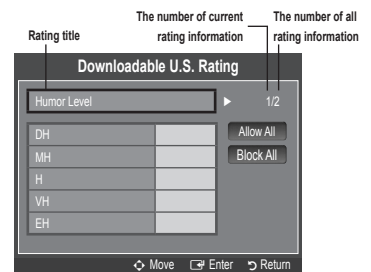 The number of current
rating information
The number of all
rating information
Rating title
Downloadable U.S. Rating
Humor Level
1/2
DH
MH
H
VH
EH
Allow All
Block All
Move
Enter
Return